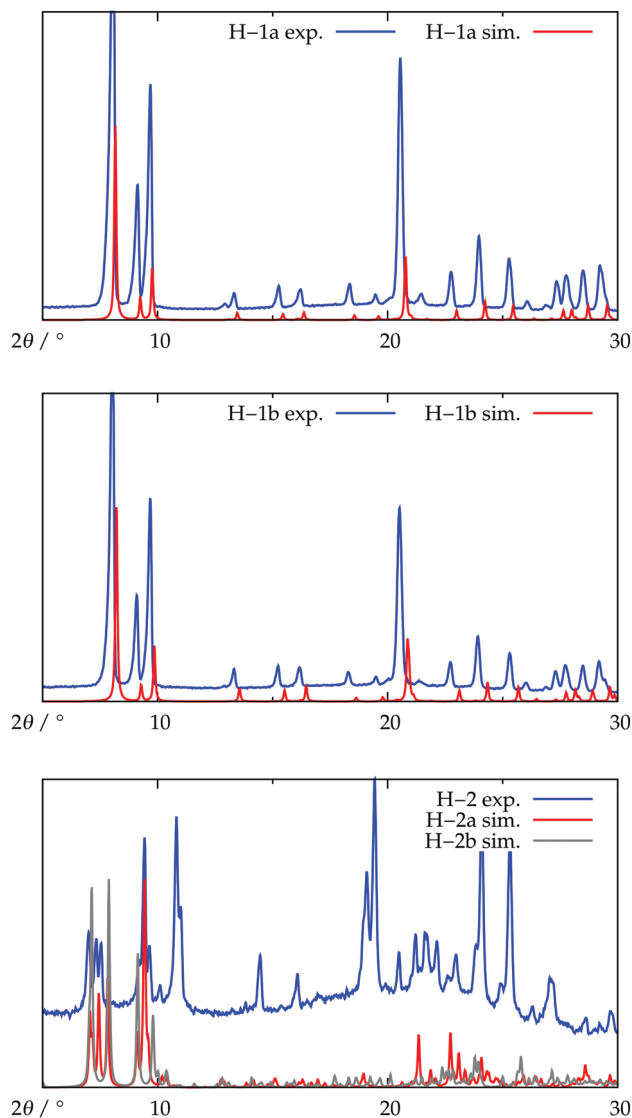 H–1a exp. H–1a sim.
2θ / ° 10 20 30
H–1b exp. H–1b sim.
2θ / ° 10 20 30
H–2 exp.
H–2a sim.
H–2b sim.
2θ / ° 10 20 30